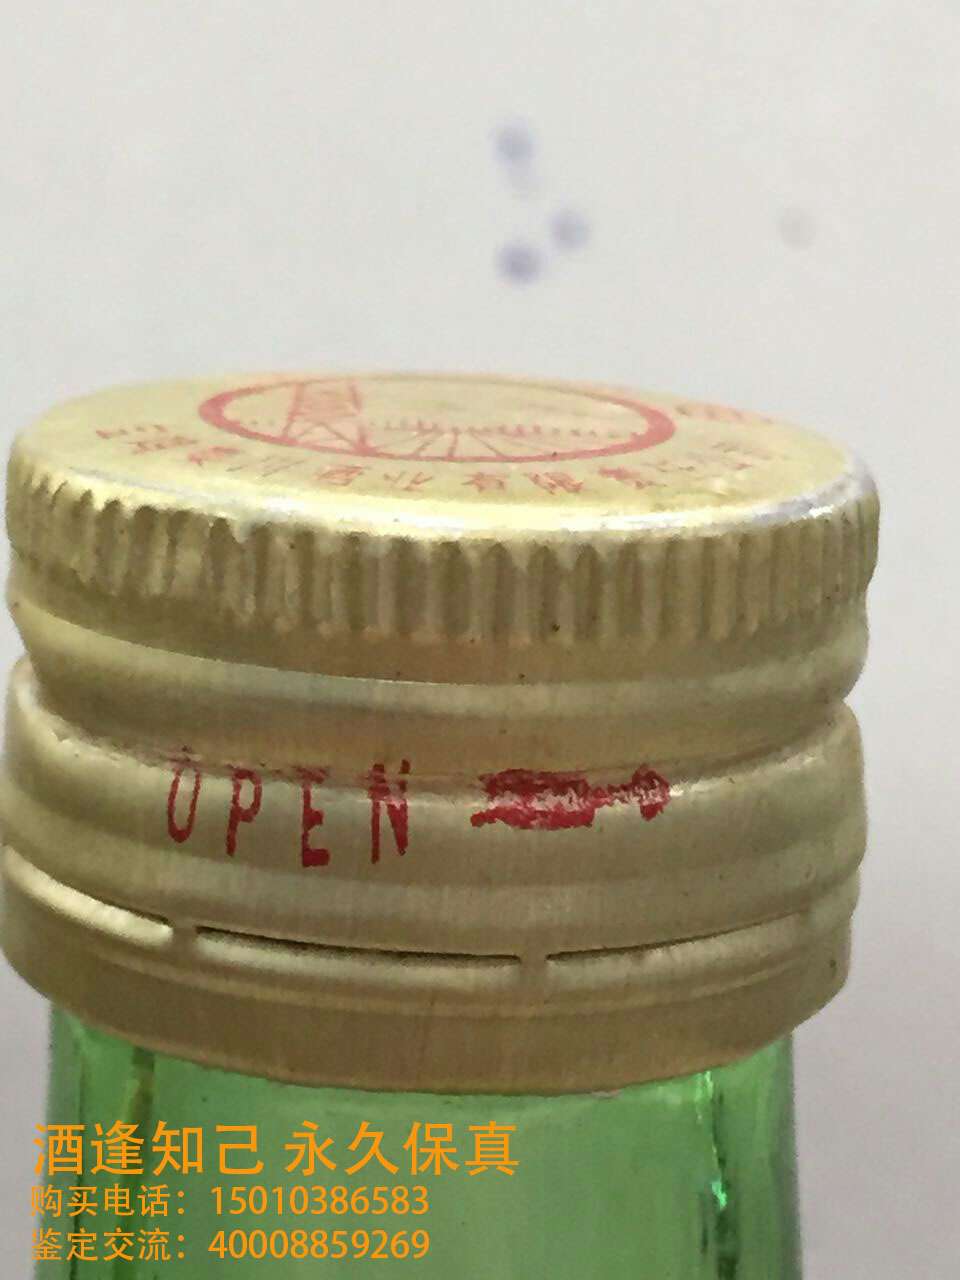 OPEN
酒逢知己 永久保真
购买电话：15010386583
鉴定交流：40008859269